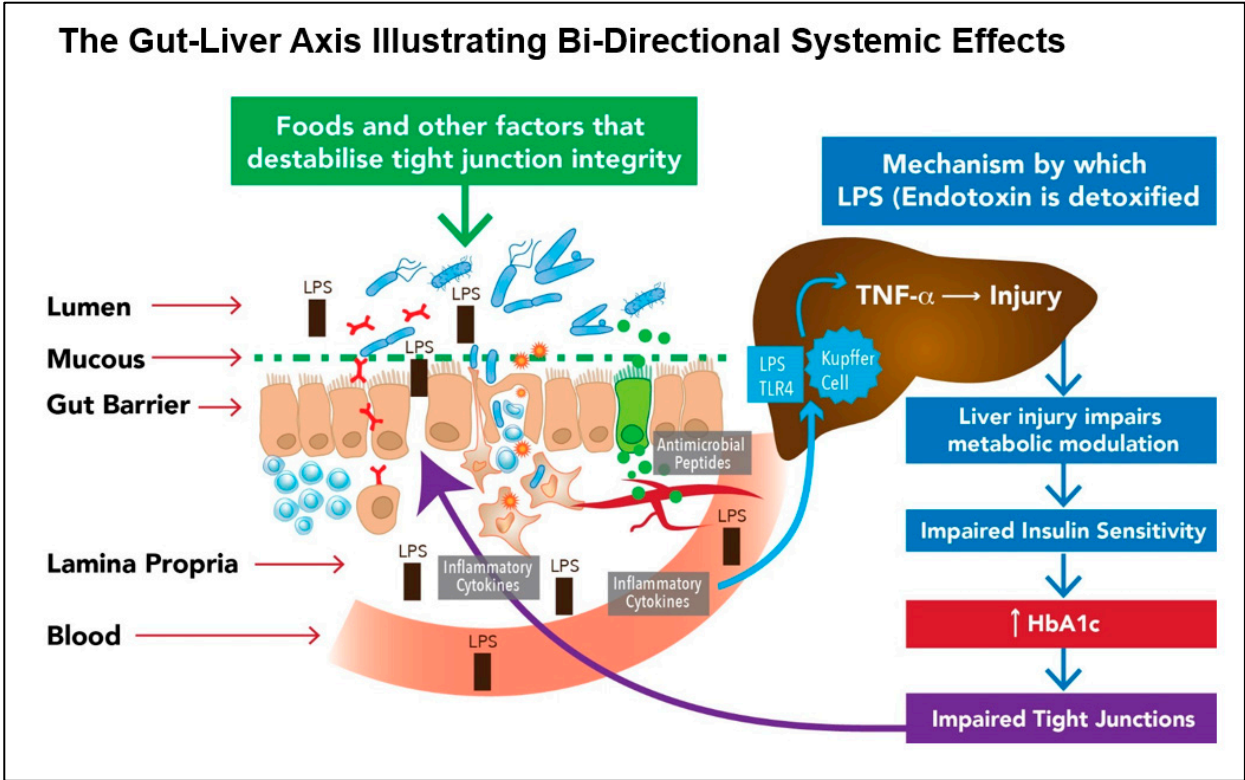 The Gut-Liver Axis Illustrating Bi-Directional Systemic Effects
Foods and other factors that
destabilise tight junction integrity
Mechanism by which
LPS (Endotoxin is detoxified
Lumen
Mucous
Gut Barrier
Lamina Propria
Blood
LPS
LPS
LPS
Antimicrobial
Peptides
LPS
LPS
Inflammatory
Cytokines
LPS
Inflammatory
Cytokines
LPS
LPS
TLR4
Kupffer
Cell
TNF-α → Injury
Liver injury impairs
metabolic modulation
Impaired Insulin Sensitivity
↑ HbA1c
Impaired Tight Junctions